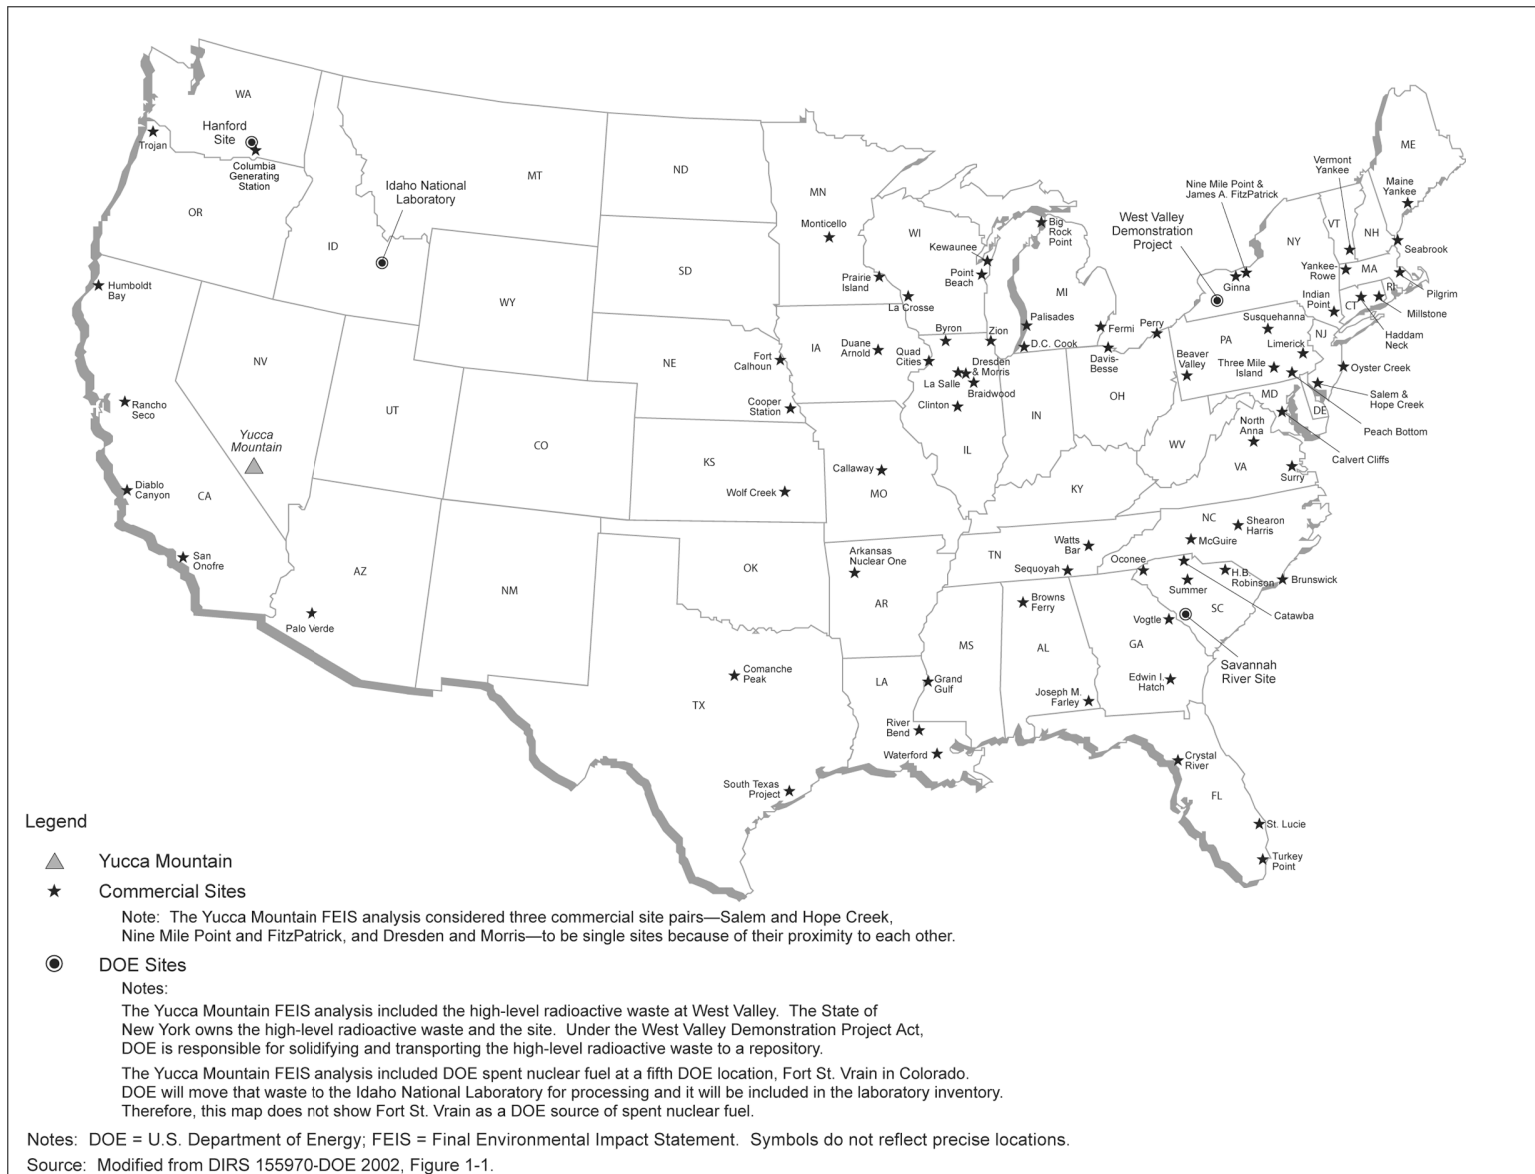 WA
Hanford
Site
Trojan
Columbia
Generating
Station
OR
Idaho National
Laboratory
ID
MT
ND
MN
Monticello
SD
WY
Prairie
Island
La Crosse
WI
Kewaunee
Point
Beach
Big
Rock
Point
MI
Palisades
D.C. Cook
Fermi
Davis-
Besse
Perry
West Valley
Demonstration
Project
Nine Mile Point &
James A. FitzPatrick
Ginna
NY
Vermont
Yankee
VT
NH
ME
Maine
Yankee
Seabrook
Yankee-
Rowe
MA
RI
CT
Pilgrim
Millstone
Haddam
Neck
Indian
Point
Susquehanna
PA
NJ
Limerick
Beaver
Valley
Three Mile
Island
Oyster Creek
Salem &
Hope Creek
Peach Bottom
MD
DE
Calvert Cliffs
North
Anna
WV
VA
Surry
Humboldt
Bay
NV
Rancho
Seco
Yucca
Mountain
Diablo
Canyon
CA
San
Onofre
UT
CO
AZ
Palo Verde
NM
NE
Fort
Calhoun
Cooper
Station
KS
Wolf Creek
IA
Duane
Arnold
Quad
Cities
Byron
Zion
Dresden
& Morris
La Salle
Braidwood
Clinton
IL
IN
OH
KY
Callaway
MO
OK
Arkansas
Nuclear One
AR
TN
Watts
Bar
Sequoyah
NC
Shearon
Harris
McGuire
Oconee
H.B.
Robinson
Brunswick
Summer
Catawba
SC
Vogtle
Savannah
River Site
GA
Edwin I.
Hatch
Browns
Ferry
AL
MS
Joseph M.
Farley
LA
Grand
Gulf
River
Bend
Waterford
Comanche
Peak
TX
South Texas
Project
Crystal
River
FL
St. Lucie
Turkey
Point
Legend
Yucca Mountain
Commercial Sites
Note: The Yucca Mountain FEIS analysis considered three commercial site pairs—Salem and Hope Creek,
Nine Mile Point and FitzPatrick, and Dresden and Morris—to be single sites because of their proximity to each other.
DOE Sites
Notes:
The Yucca Mountain FEIS analysis included the high-level radioactive waste at West Valley. The State of
New York owns the high-level radioactive waste and the site. Under the West Valley Demonstration Project Act,
DOE is responsible for solidifying and transporting the high-level radioactive waste to a repository.
The Yucca Mountain FEIS analysis included DOE spent nuclear fuel at a fifth DOE location, Fort St. Vrain in Colorado.
DOE will move that waste to the Idaho National Laboratory for processing and it will be included in the laboratory inventory.
Therefore, this map does not show Fort St. Vrain as a DOE source of spent nuclear fuel.
Notes: DOE = U.S. Department of Energy; FEIS = Final Environmental Impact Statement. Symbols do not reflect precise locations.
Source: Modified from DIRS 155970-DOE 2002, Figure 1-1.